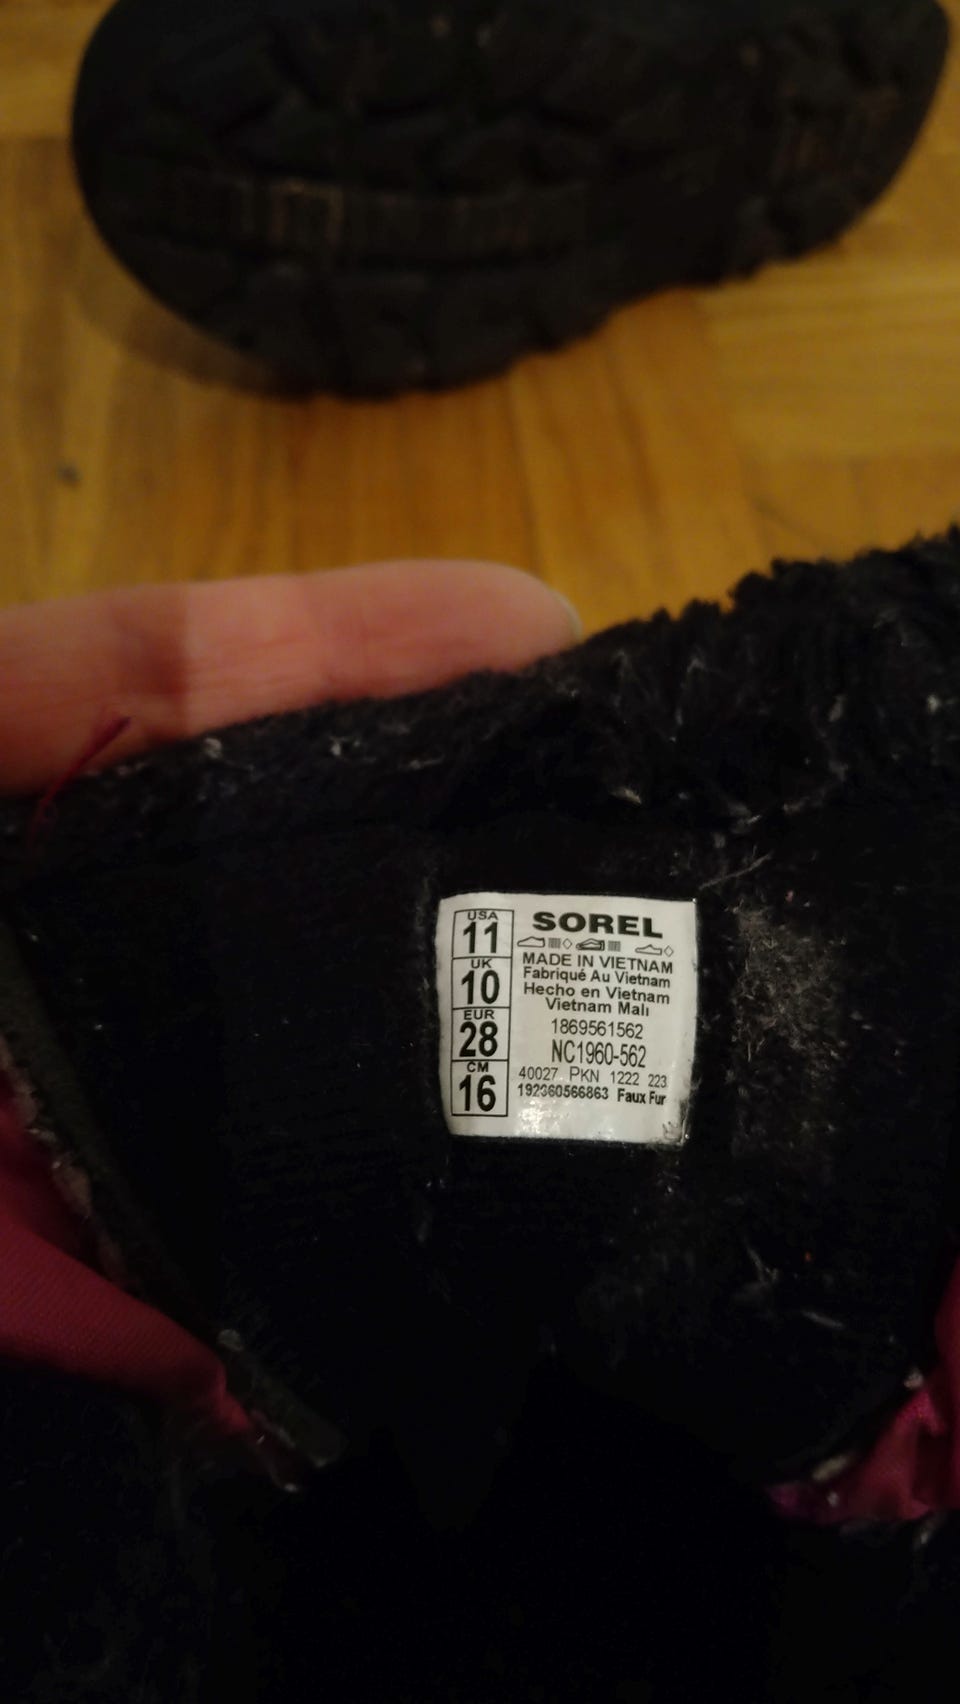 USA
11
UK
10
EUR
28
CM
16
SOREL
MADE IN VIETNAM
Fabriqué Au Vietnam
Hecho en Vietnam
Vietnam Malı
1869561562
NC1960-562
40027 PKN 1222 223
192360566863 Faux Fur